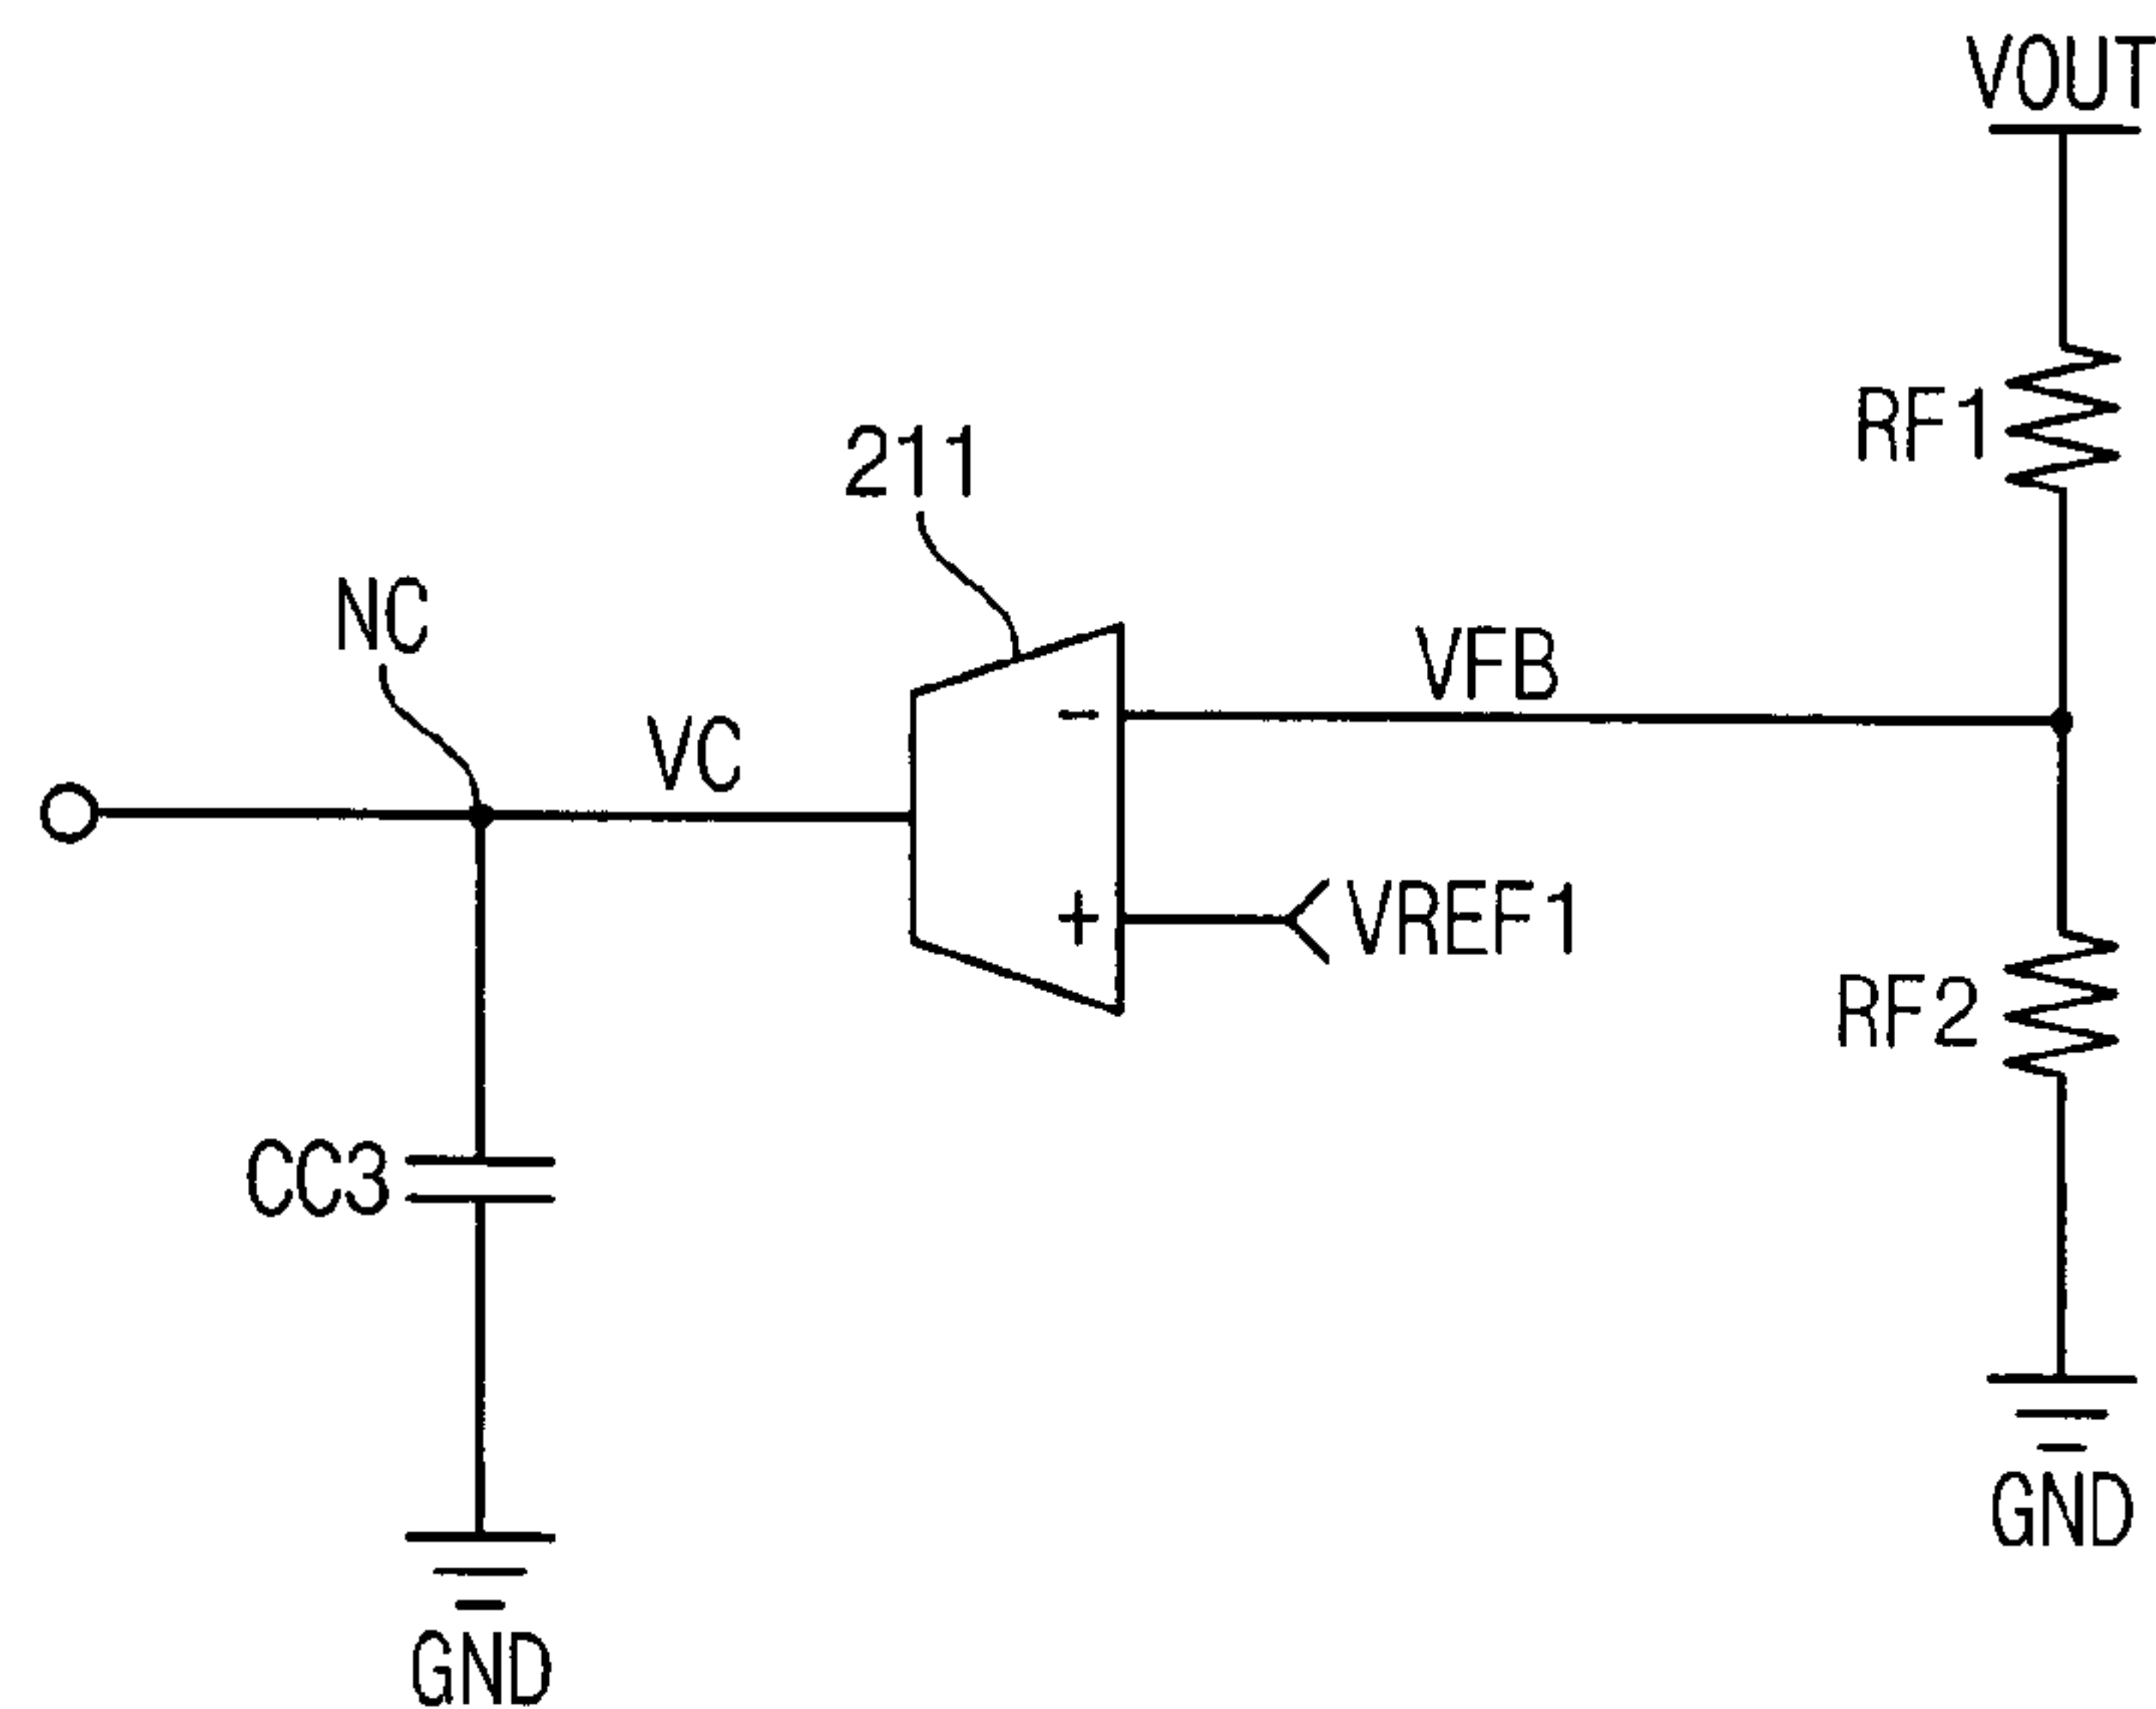 VOUT
RF1
211
NC
VFB
VC
-
+
VREF1
RF2
CC3
GND
GND